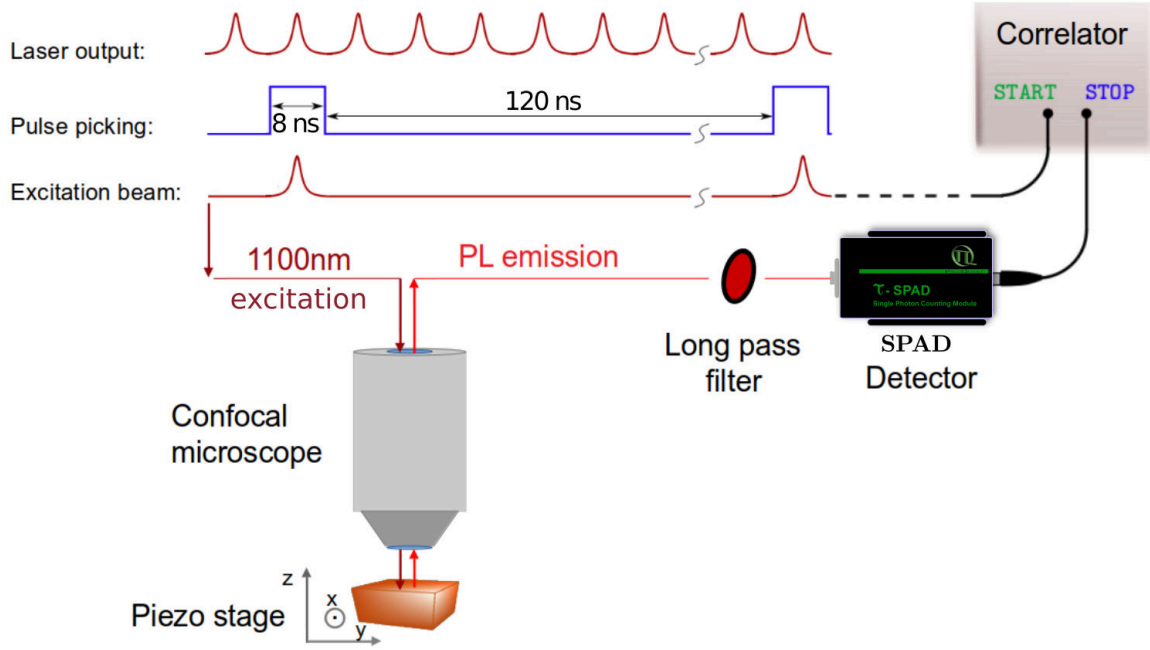 Laser output:
Correlator
START STOP
120 ns
8 ns
Pulse picking:
Excitation beam:
1100nm
excitation
PL emission
τ- SPAD
Single Photon Counting Module
SPAD
Detector
Long pass
filter
Confocal
microscope
z
x
y
Piezo stage